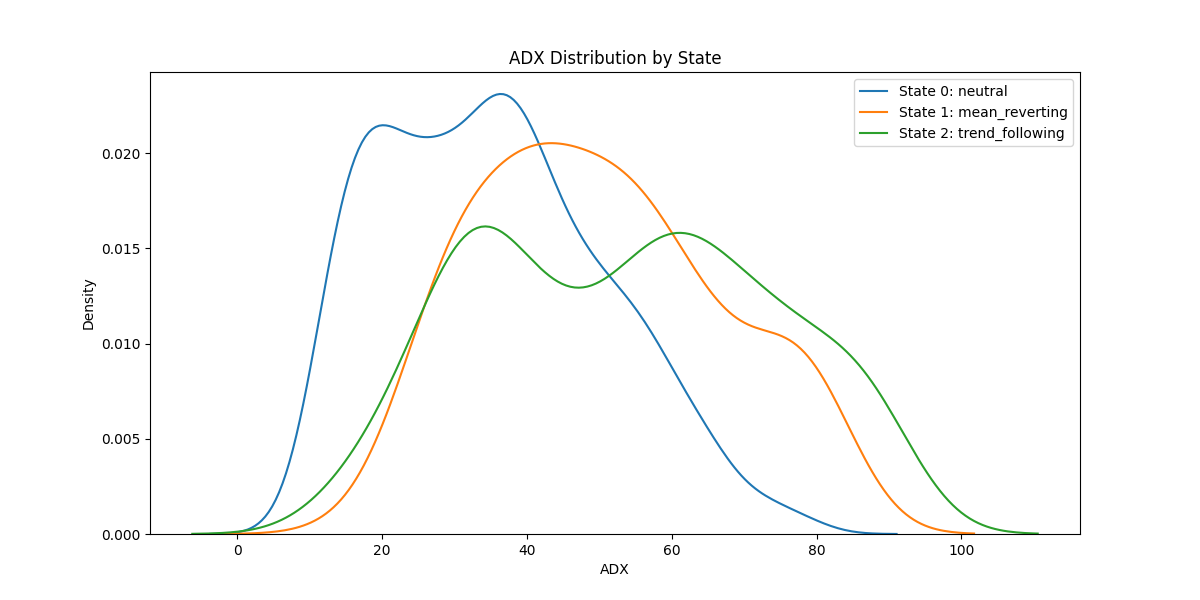 ADX Distribution by State
State 0: neutral
State 1: mean_reverting
State 2: trend_following
Density
0.020
0.015
0.010
0.005
0.000
0 20 40 60 80 100
ADX